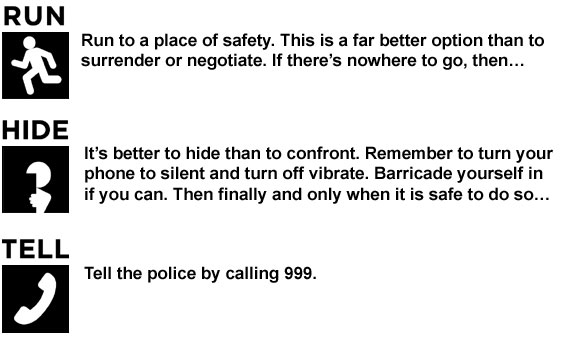 RUN
Run to a place of safety. This is a far better option than to
surrender or negotiate. If there’s nowhere to go, then…
HIDE
It’s better to hide than to confront. Remember to turn your
phone to silent and turn off vibrate. Barricade yourself in
if you can. Then finally and only when it is safe to do so…
TELL
Tell the police by calling 999.